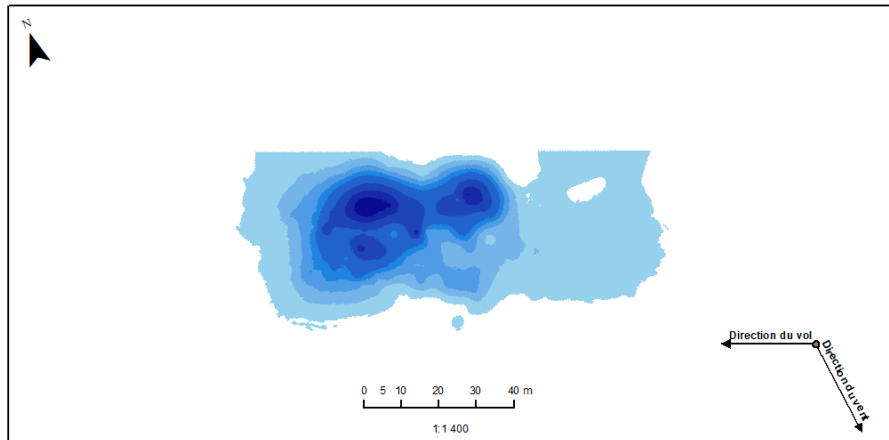 N
0 5 10 20 30 40 m
1:1 400
Direction du vol
Direction du vent